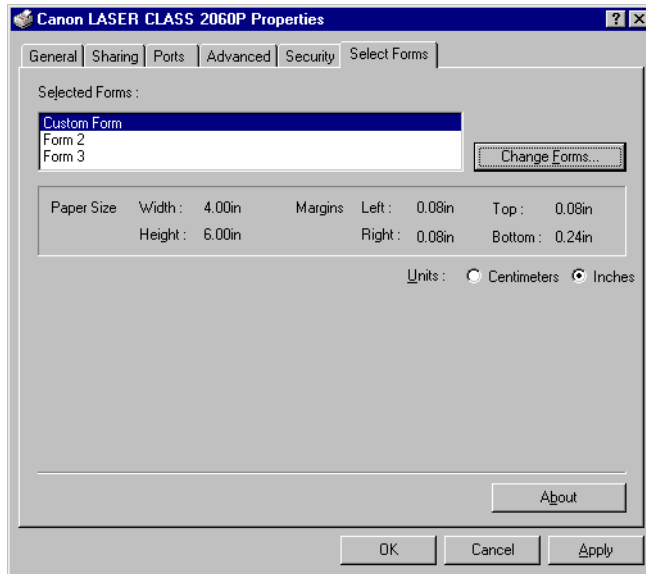 Canon LASER CLASS 2060P Properties
General Sharing Ports Advanced Security Select Forms
Selected Forms :
Custom Form
Form 2
Form 3
Change Forms...
Paper Size Width : 4.00in Margins Left : 0.08in Top : 0.08in
Height : 6.00in Right : 0.08in Bottom : 0.24in
Units : Centimeters Inches
About
OK Cancel Apply